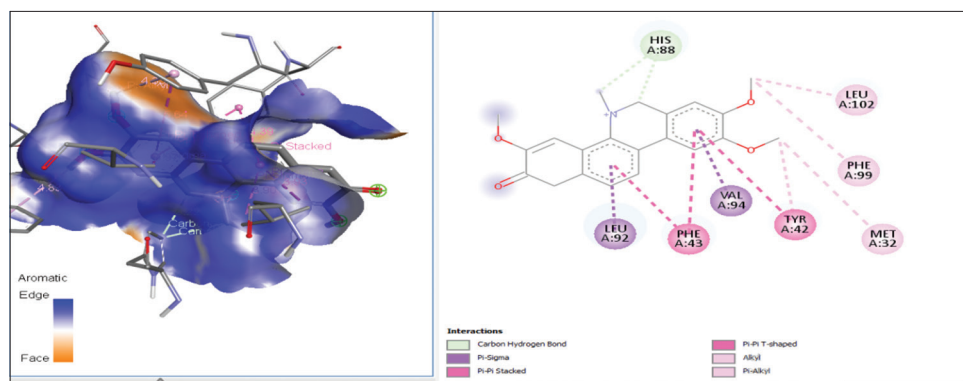 Stacked
Carb
Aromatic
Edge
Face
HIS
A:88
N
+
O
O
O
O
LEU
A:102
PHE
A:99
VAL
A:94
LEU
A:92
PHE
A:43
TYR
A:42
MET
A:32
Interactions
Carbon Hydrogen Bond
Pi-Sigma
Pi-Pi Stacked
Pi-Pi T-shaped
Alkyl
Pi-Alkyl